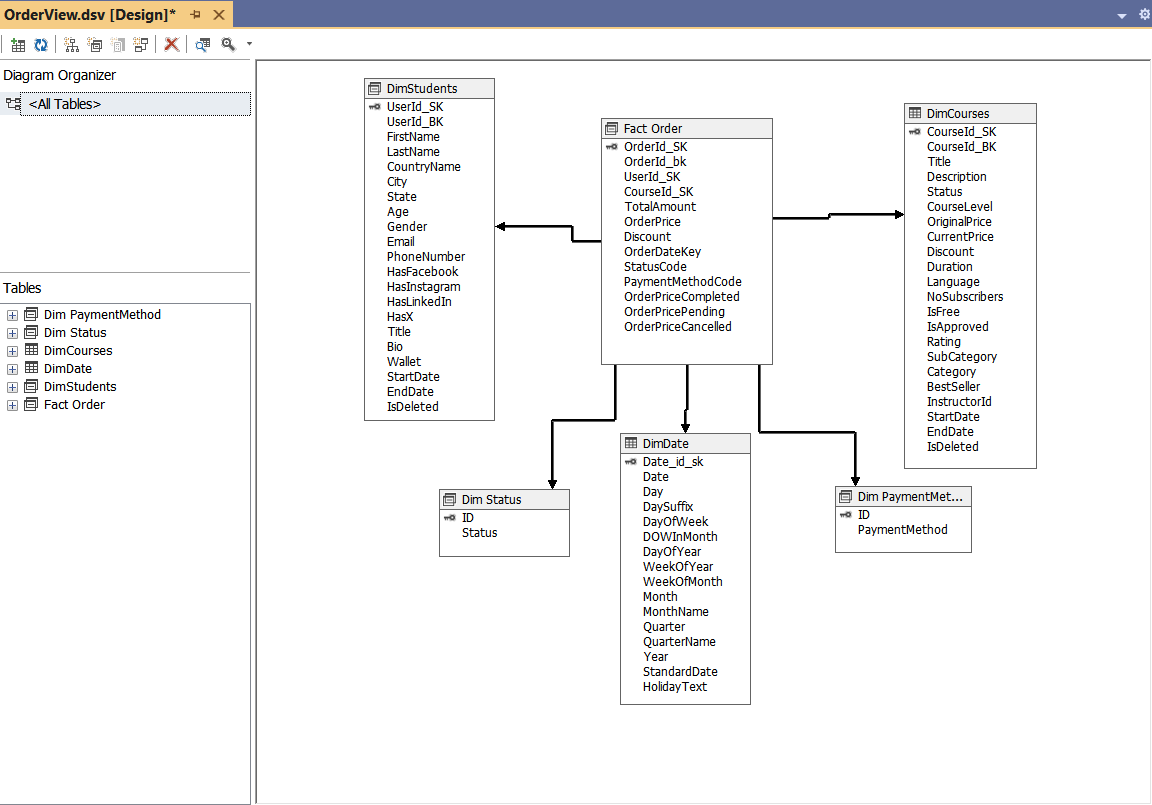 OrderView.dsv [Design]*
Diagram Organizer
<All Tables>
Tables
Dim PaymentMethod
Dim Status
DimCourses
DimDate
DimStudents
Fact Order
DimStudents
UserId_SK
UserId_BK
FirstName
LastName
CountryName
City
State
Age
Gender
Email
PhoneNumber
HasFacebook
HasInstagram
HasLinkedIn
HasX
Title
Bio
Wallet
StartDate
EndDate
IsDeleted
Fact Order
OrderId_SK
OrderId_bk
UserId_SK
CourseId_SK
TotalAmount
OrderPrice
Discount
OrderDateKey
StatusCode
PaymentMethodCode
OrderPriceCompleted
OrderPricePending
OrderPriceCancelled
DimCourses
CourseId_SK
CourseId_BK
Title
Description
Status
CourseLevel
OriginalPrice
CurrentPrice
Discount
Duration
Language
NoSubscribers
IsFree
IsApproved
Rating
SubCategory
Category
BestSeller
InstructorId
StartDate
EndDate
IsDeleted
Dim Status
ID
Status
DimDate
Date_id_sk
Date
Day
DaySuffix
DayOfWeek
DOWInMonth
DayOfYear
WeekOfYear
WeekOfMonth
Month
MonthName
Quarter
QuarterName
Year
StandardDate
HolidayText
Dim PaymentMet...
ID
PaymentMethod